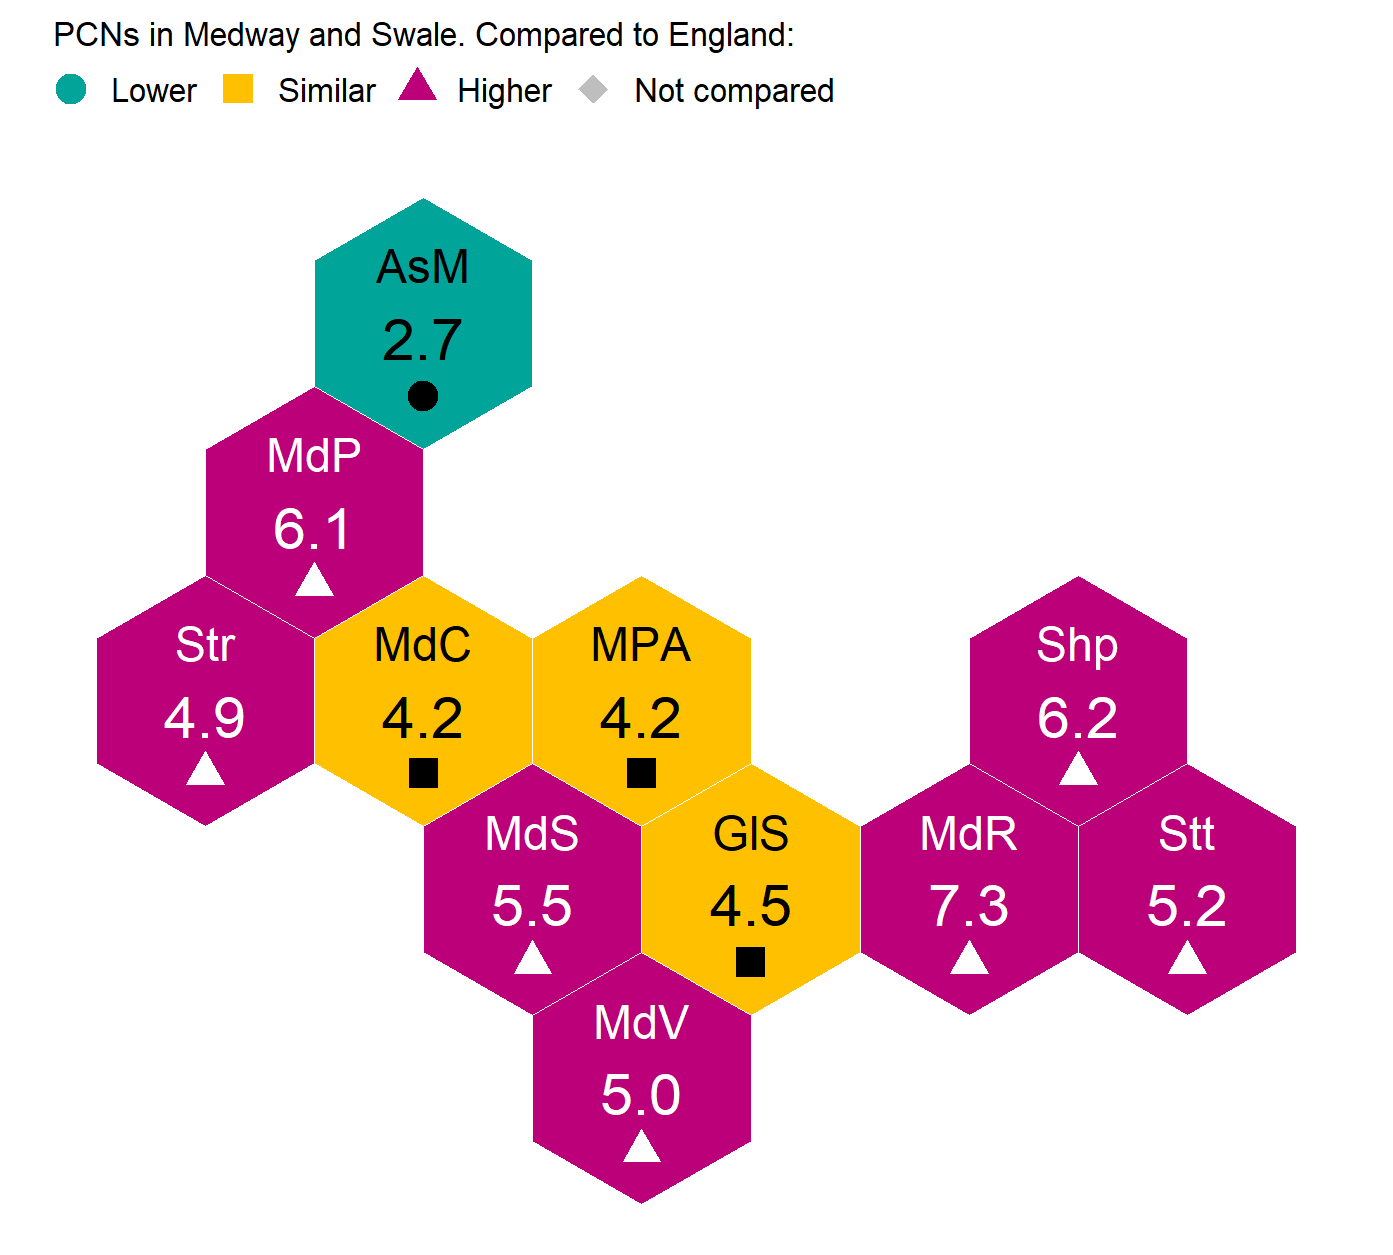 PCNs in Medway and Swale. Compared to England:
Lower Similar Higher Not compared
AsM
2.7
MdP
6.1
Str
4.9
MdC
4.2
MPA
4.2
Shp
6.2
MdS
5.5
GlS
4.5
MdR
7.3
Stt
5.2
MdV
5.0